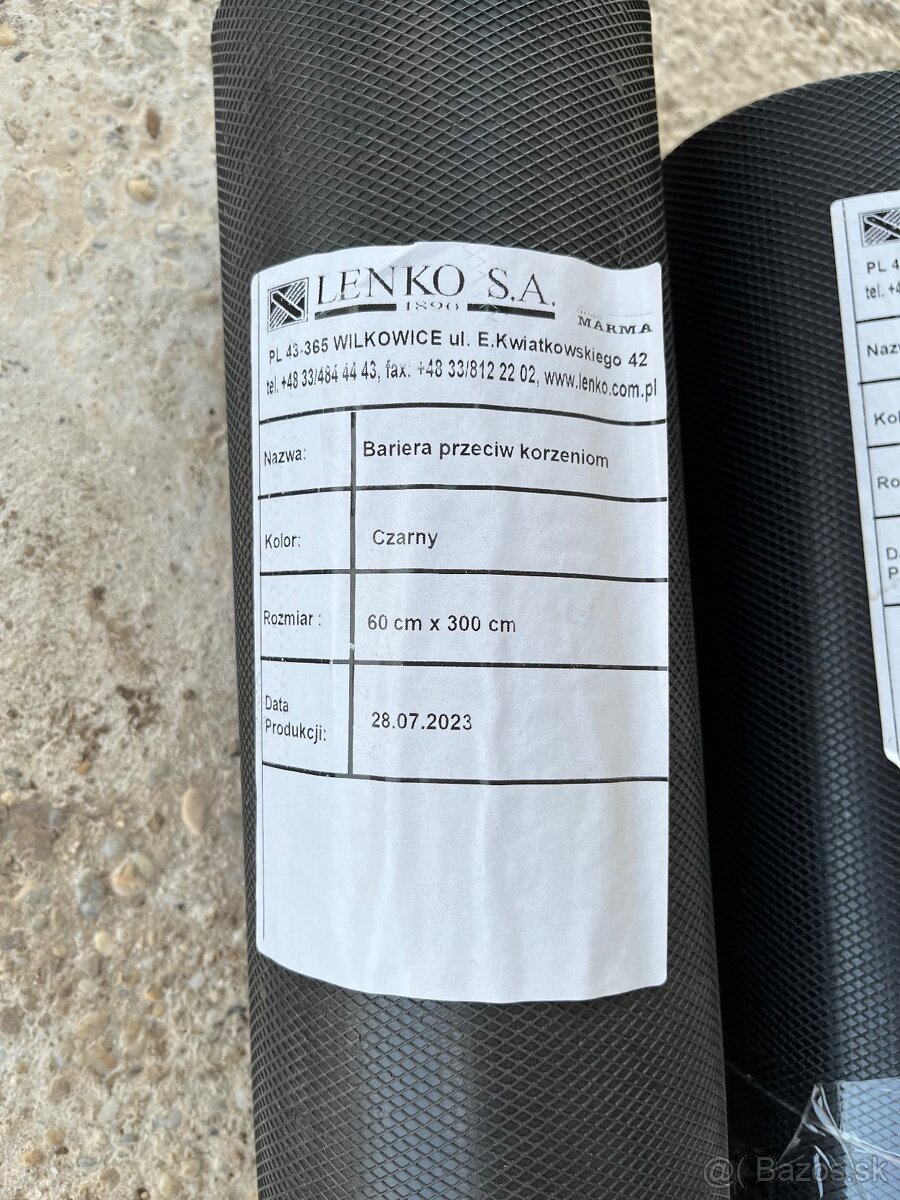 LENKO S.A.
1890
MARMA
PL 43-365 WILKOWICE ul. E.Kwiatkowskiego 42
tel. +48 33/484 44 43, fax: +48 33/812 22 02, www.lenko.com.pl
Nazwa: Bariera przeciw korzeniom
Kolor: Czarny
Rozmiar : 60 cm x 300 cm
Data
Produkcji: 28.07.2023
PL 4
tel. +4
Nazw
Kol
Ro
Da
P
@( Bazos.sk